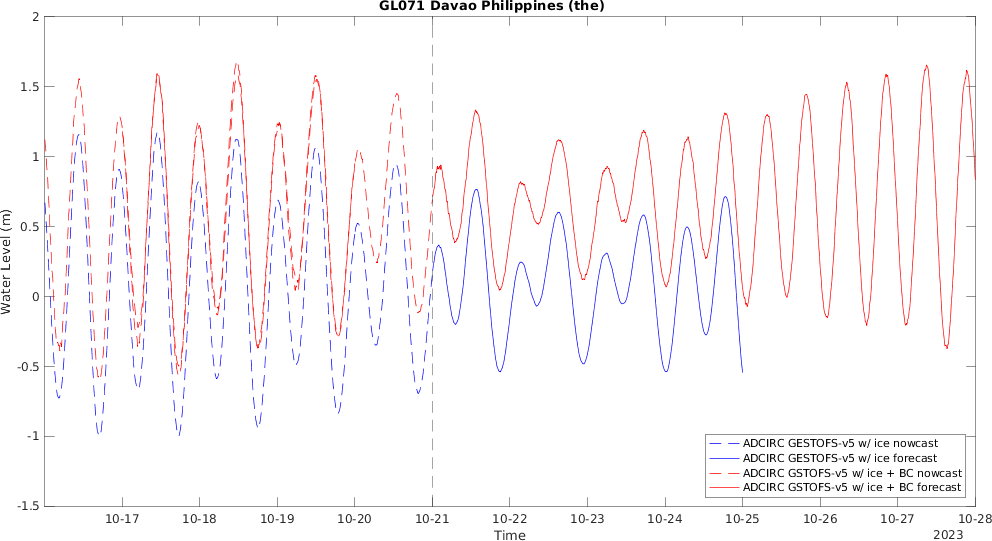 GL071 Davao Philippines (the)
2
1.5
1
0.5
0
-0.5
-1
-1.5
Water Level (m)
ADCIRC GESTOFS-v5 w/ ice nowcast
ADCIRC GESTOFS-v5 w/ ice forecast
ADCIRC GSTOFS-v5 w/ ice + BC nowcast
ADCIRC GSTOFS-v5 w/ ice + BC forecast
10-17 10-18 10-19 10-20 10-21 10-22 10-23 10-24 10-25 10-26 10-27 10-28
Time
2023